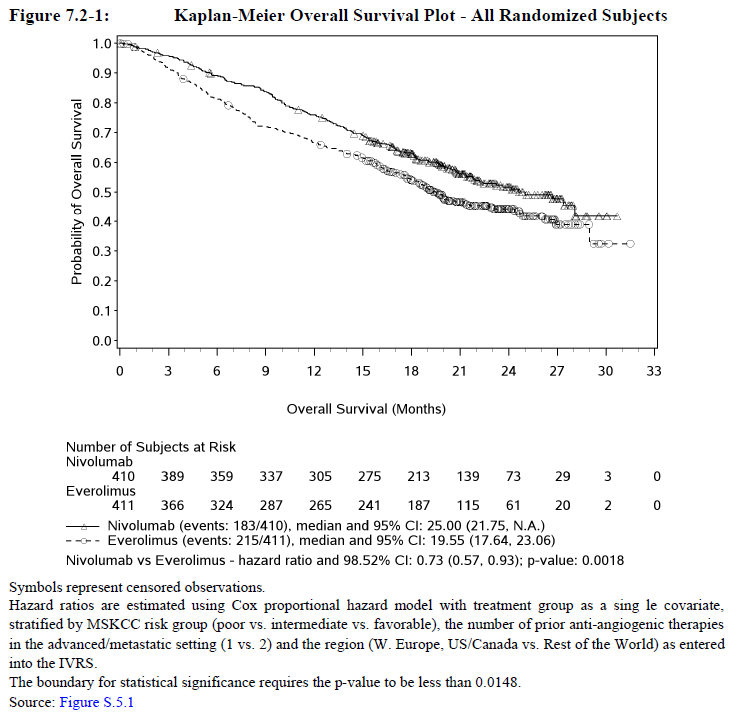 Figure 7.2-1: Kaplan-Meier Overall Survival Plot - All Randomized Subjects
Probability of Overall Survival
1.0
0.9
0.8
0.7
0.6
0.5
0.4
0.3
0.2
0.1
0.0
0 3 6 9 12 15 18 21 24 27 30 33
Overall Survival (Months)
Number of Subjects at Risk
Nivolumab
410 389 359 337 305 275 213 139 73 29 3 0
Everolimus
411 366 324 287 265 241 187 115 61 20 2 0
Nivolumab (events: 183/410), median and 95% CI: 25.00 (21.75, N.A.)
Everolimus (events: 215/411), median and 95% CI: 19.55 (17.64, 23.06)
Nivolumab vs Everolimus - hazard ratio and 98.52% CI: 0.73 (0.57, 0.93); p-value: 0.0018
Symbols represent censored observations.
Hazard ratios are estimated using Cox proportional hazard model with treatment group as a sing le covariate,
stratified by MSKCC risk group (poor vs. intermediate vs. favorable), the number of prior anti-angiogenic therapies
in the advanced/metastatic setting (1 vs. 2) and the region (W. Europe, US/Canada vs. Rest of the World) as entered
into the IVRS.
The boundary for statistical significance requires the p-value to be less than 0.0148.
Source: Figure S.5.1